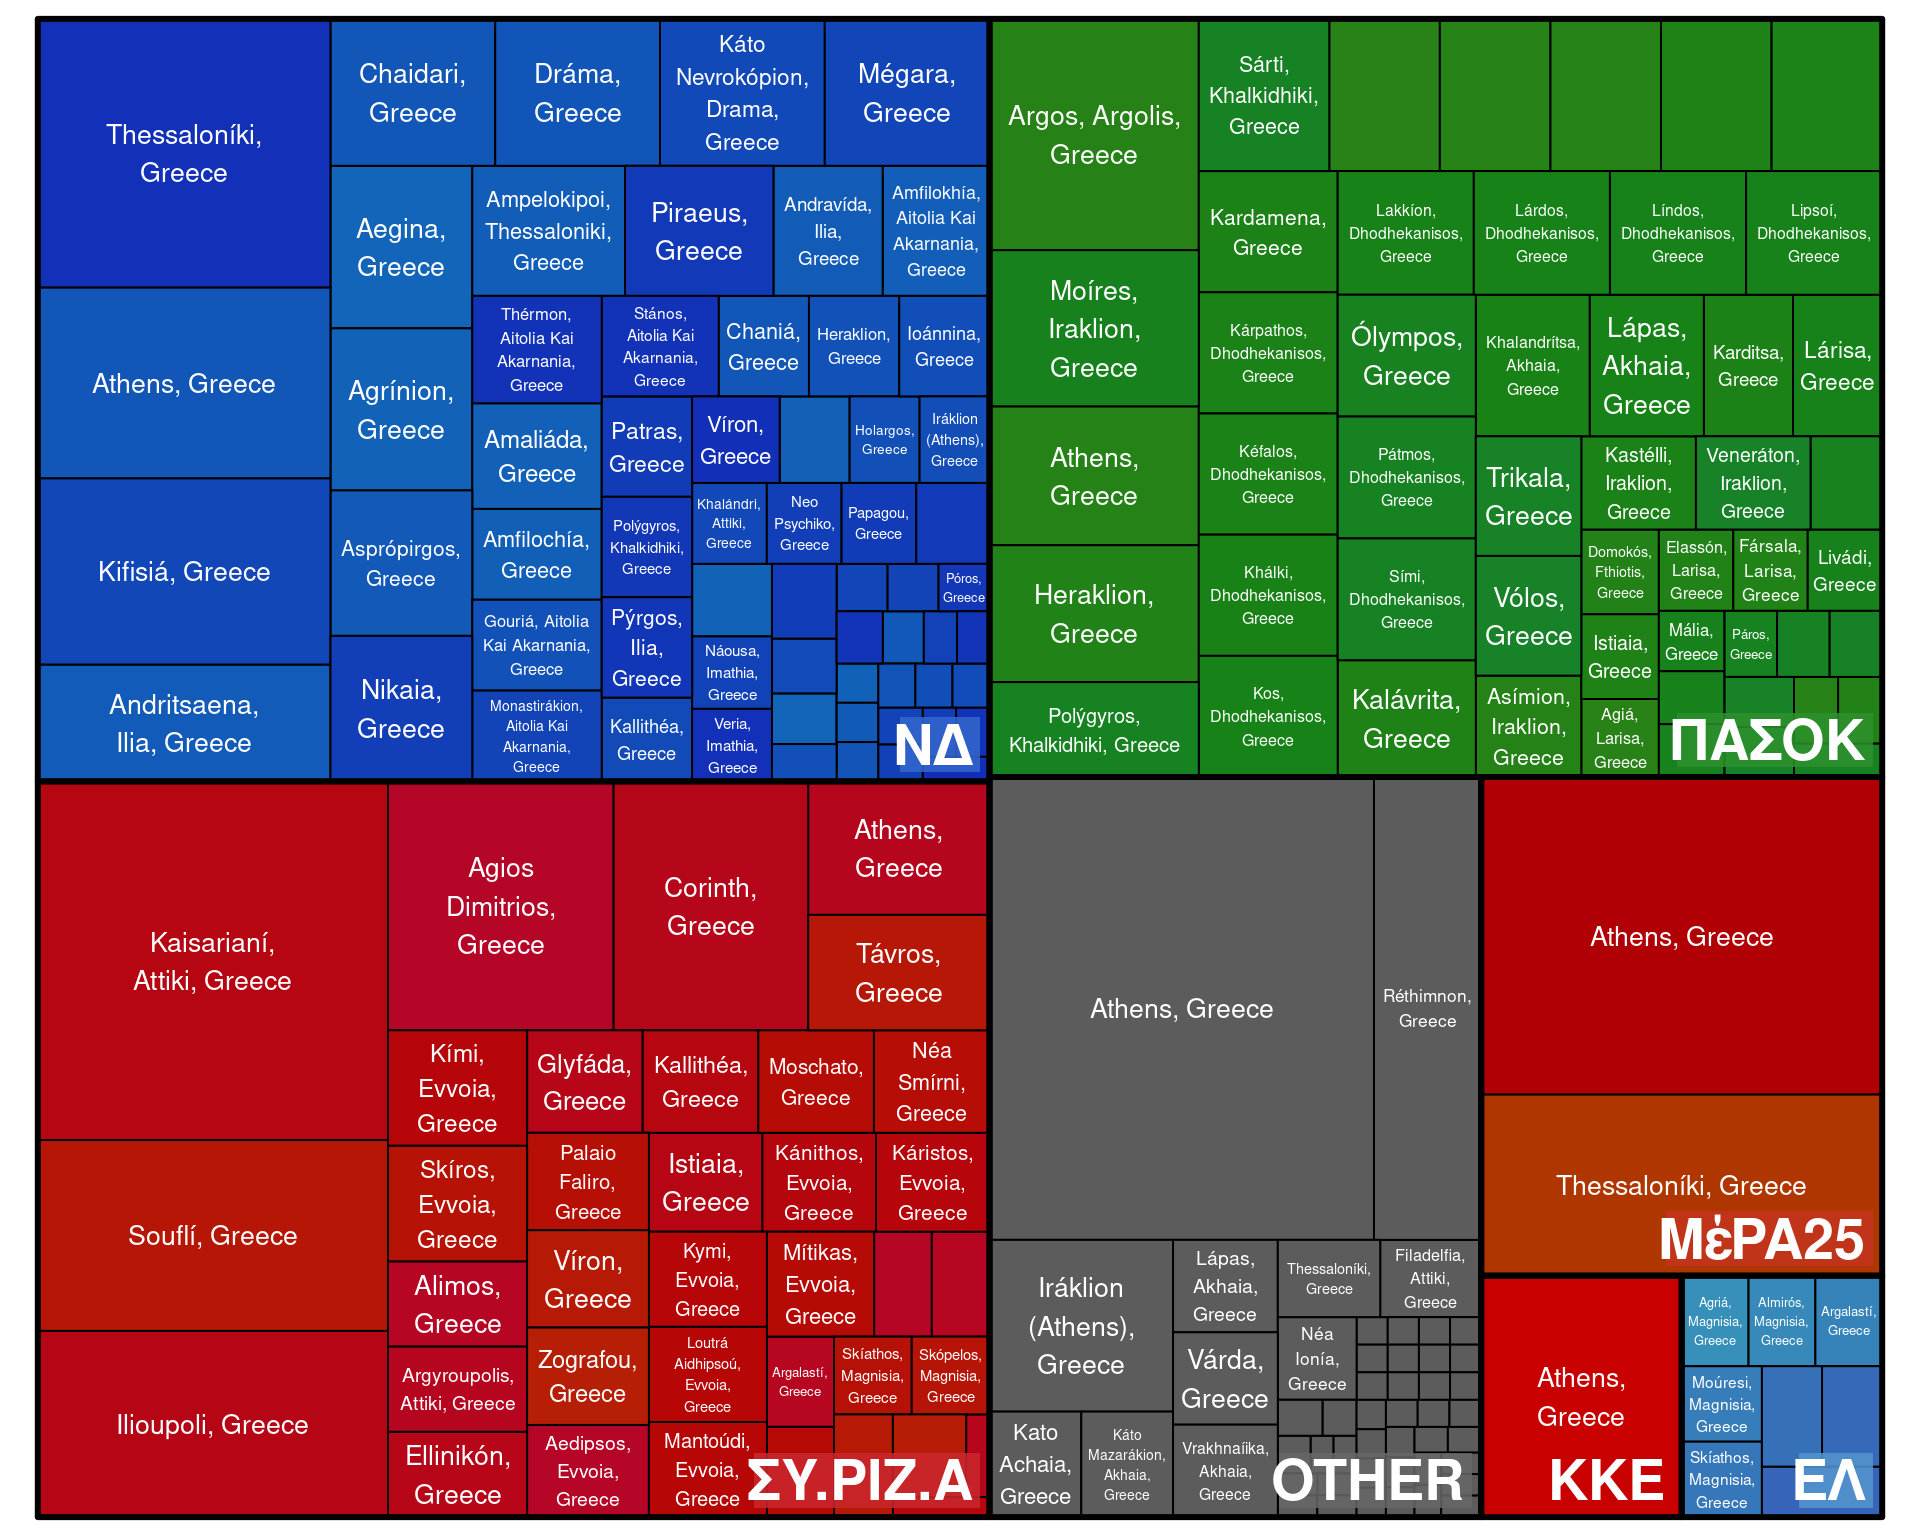 Thessaloníki,
Greece
Athens, Greece
Kifisiá, Greece
Andritsaena,
Ilia, Greece
Chaidari,
Greece
Dráma,
Greece
Káto
Nevrokópion,
Drama,
Greece
Mégara,
Greece
Aegina,
Greece
Agrínion,
Greece
Asprópirgos,
Greece
Nikaia,
Greece
Ampelokipoi,
Thessaloniki,
Greece
Piraeus,
Greece
Andravída,
Ilia,
Greece
Amfilokhía,
Aitolia Kai
Akarnania,
Greece
Thérmon,
Aitolia Kai
Akarnania,
Greece
Amaliáda,
Greece
Amfilochía,
Greece
Gouriá, Aitolia
Kai Akarnania,
Greece
Monastirákion,
Aitolia Kai
Akarnania,
Greece
Stános,
Aitolia Kai
Akarnania,
Greece
Chaniá,
Greece
Heraklion,
Greece
Ioánnina,
Greece
Patras,
Greece
Polýgyros,
Khalkidhiki,
Greece
Pýrgos,
Ilia,
Greece
Kallithéa,
Greece
Víron,
Greece
Holargos,
Greece
Iráklion
(Athens),
Greece
Khalándri,
Attiki,
Greece
Neo
Psychiko,
Greece
Papagou,
Greece
Póros,
Greece
Náousa,
Imathia,
Greece
Veria,
Imathia,
Greece
ΝΔ
Argos, Argolis,
Greece
Moíres,
Iraklion,
Greece
Athens,
Greece
Heraklion,
Greece
Polýgyros,
Khalkidhiki, Greece
Sárti,
Khalkidhiki,
Greece
Kardamena,
Greece
Lakkíon,
Dhodhekanisos,
Greece
Lárdos,
Dhodhekanisos,
Greece
Líndos,
Dhodhekanisos,
Greece
Lipsoí,
Dhodhekanisos,
Greece
Kárpathos,
Dhodhekanisos,
Greece
Kéfalos,
Dhodhekanisos,
Greece
Khálki,
Dhodhekanisos,
Greece
Kos,
Dhodhekanisos,
Greece
Ólympos,
Greece
Pátmos,
Dhodhekanisos,
Greece
Sími,
Dhodhekanisos,
Greece
Kalávrita,
Greece
Khalandrítsa,
Akhaia,
Greece
Lápas,
Akhaia,
Greece
Karditsa,
Greece
Lárisa,
Greece
Trikala,
Greece
Vólos,
Greece
Asímion,
Iraklion,
Greece
Kastélli,
Iraklion,
Greece
Veneráton,
Iraklion,
Greece
Domokós,
Fthiotis,
Greece
Elassón,
Larisa,
Greece
Fársala,
Larisa,
Greece
Livádi,
Greece
Istiaia,
Greece
Agiá,
Larisa,
Greece
Mália,
Greece
Páros,
Greece
ΠΑΣΟΚ
Kaisarianí,
Attiki, Greece
Souflí, Greece
Ilioupoli, Greece
Agios
Dimitrios,
Greece
Corinth,
Greece
Athens,
Greece
Távros,
Greece
Kími,
Evvoia,
Greece
Skíros,
Evvoia,
Greece
Alimos,
Greece
Argyroupolis,
Attiki, Greece
Ellinikón,
Greece
Glyfáda,
Greece
Kallithéa,
Greece
Moschato,
Greece
Néa
Smírni,
Greece
Palaio
Faliro,
Greece
Víron,
Greece
Zografou,
Greece
Aedipsos,
Evvoia,
Greece
Istiaia,
Greece
Kánithos,
Evvoia,
Greece
Káristos,
Evvoia,
Greece
Kymi,
Evvoia,
Greece
Loutrá
Aidhipsoú,
Evvoia,
Greece
Mantoúdi,
Evvoia,
Greece
Mítikas,
Evvoia,
Greece
Argalastí,
Greece
Skíathos,
Magnisia,
Greece
Skópelos,
Magnisia,
Greece
ΣΥ.ΡΙΖ.Α
Athens, Greece
Réthimnon,
Greece
Iráklion
(Athens),
Greece
Kato
Achaia,
Greece
Káto
Mazarákion,
Akhaia,
Greece
Lápas,
Akhaia,
Greece
Várda,
Greece
Vrakhnaíika,
Akhaia,
Greece
Thessaloníki,
Greece
Filadelfia,
Attiki,
Greece
Néa
Ionía,
Greece
OTHER
Athens, Greece
Thessaloníki, Greece
ΜέΡΑ25
Athens,
Greece
ΚΚΕ
Agriá,
Magnisia,
Greece
Almirós,
Magnisia,
Greece
Argalastí,
Greece
Moúresi,
Magnisia,
Greece
Skíathos,
Magnisia,
Greece
ΕΛ